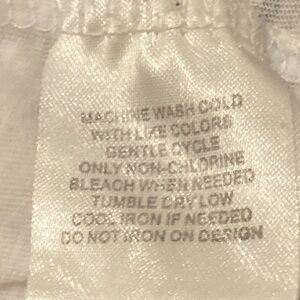 MACHINE WASH COLD
WITH LIKE COLORS
GENTLE CYCLE
ONLY NON-CHLORINE
BLEACH WHEN NEEDED
TUMBLE DRY LOW
COOL IRON IF NEEDED
DO NOT IRON ON DESIGN